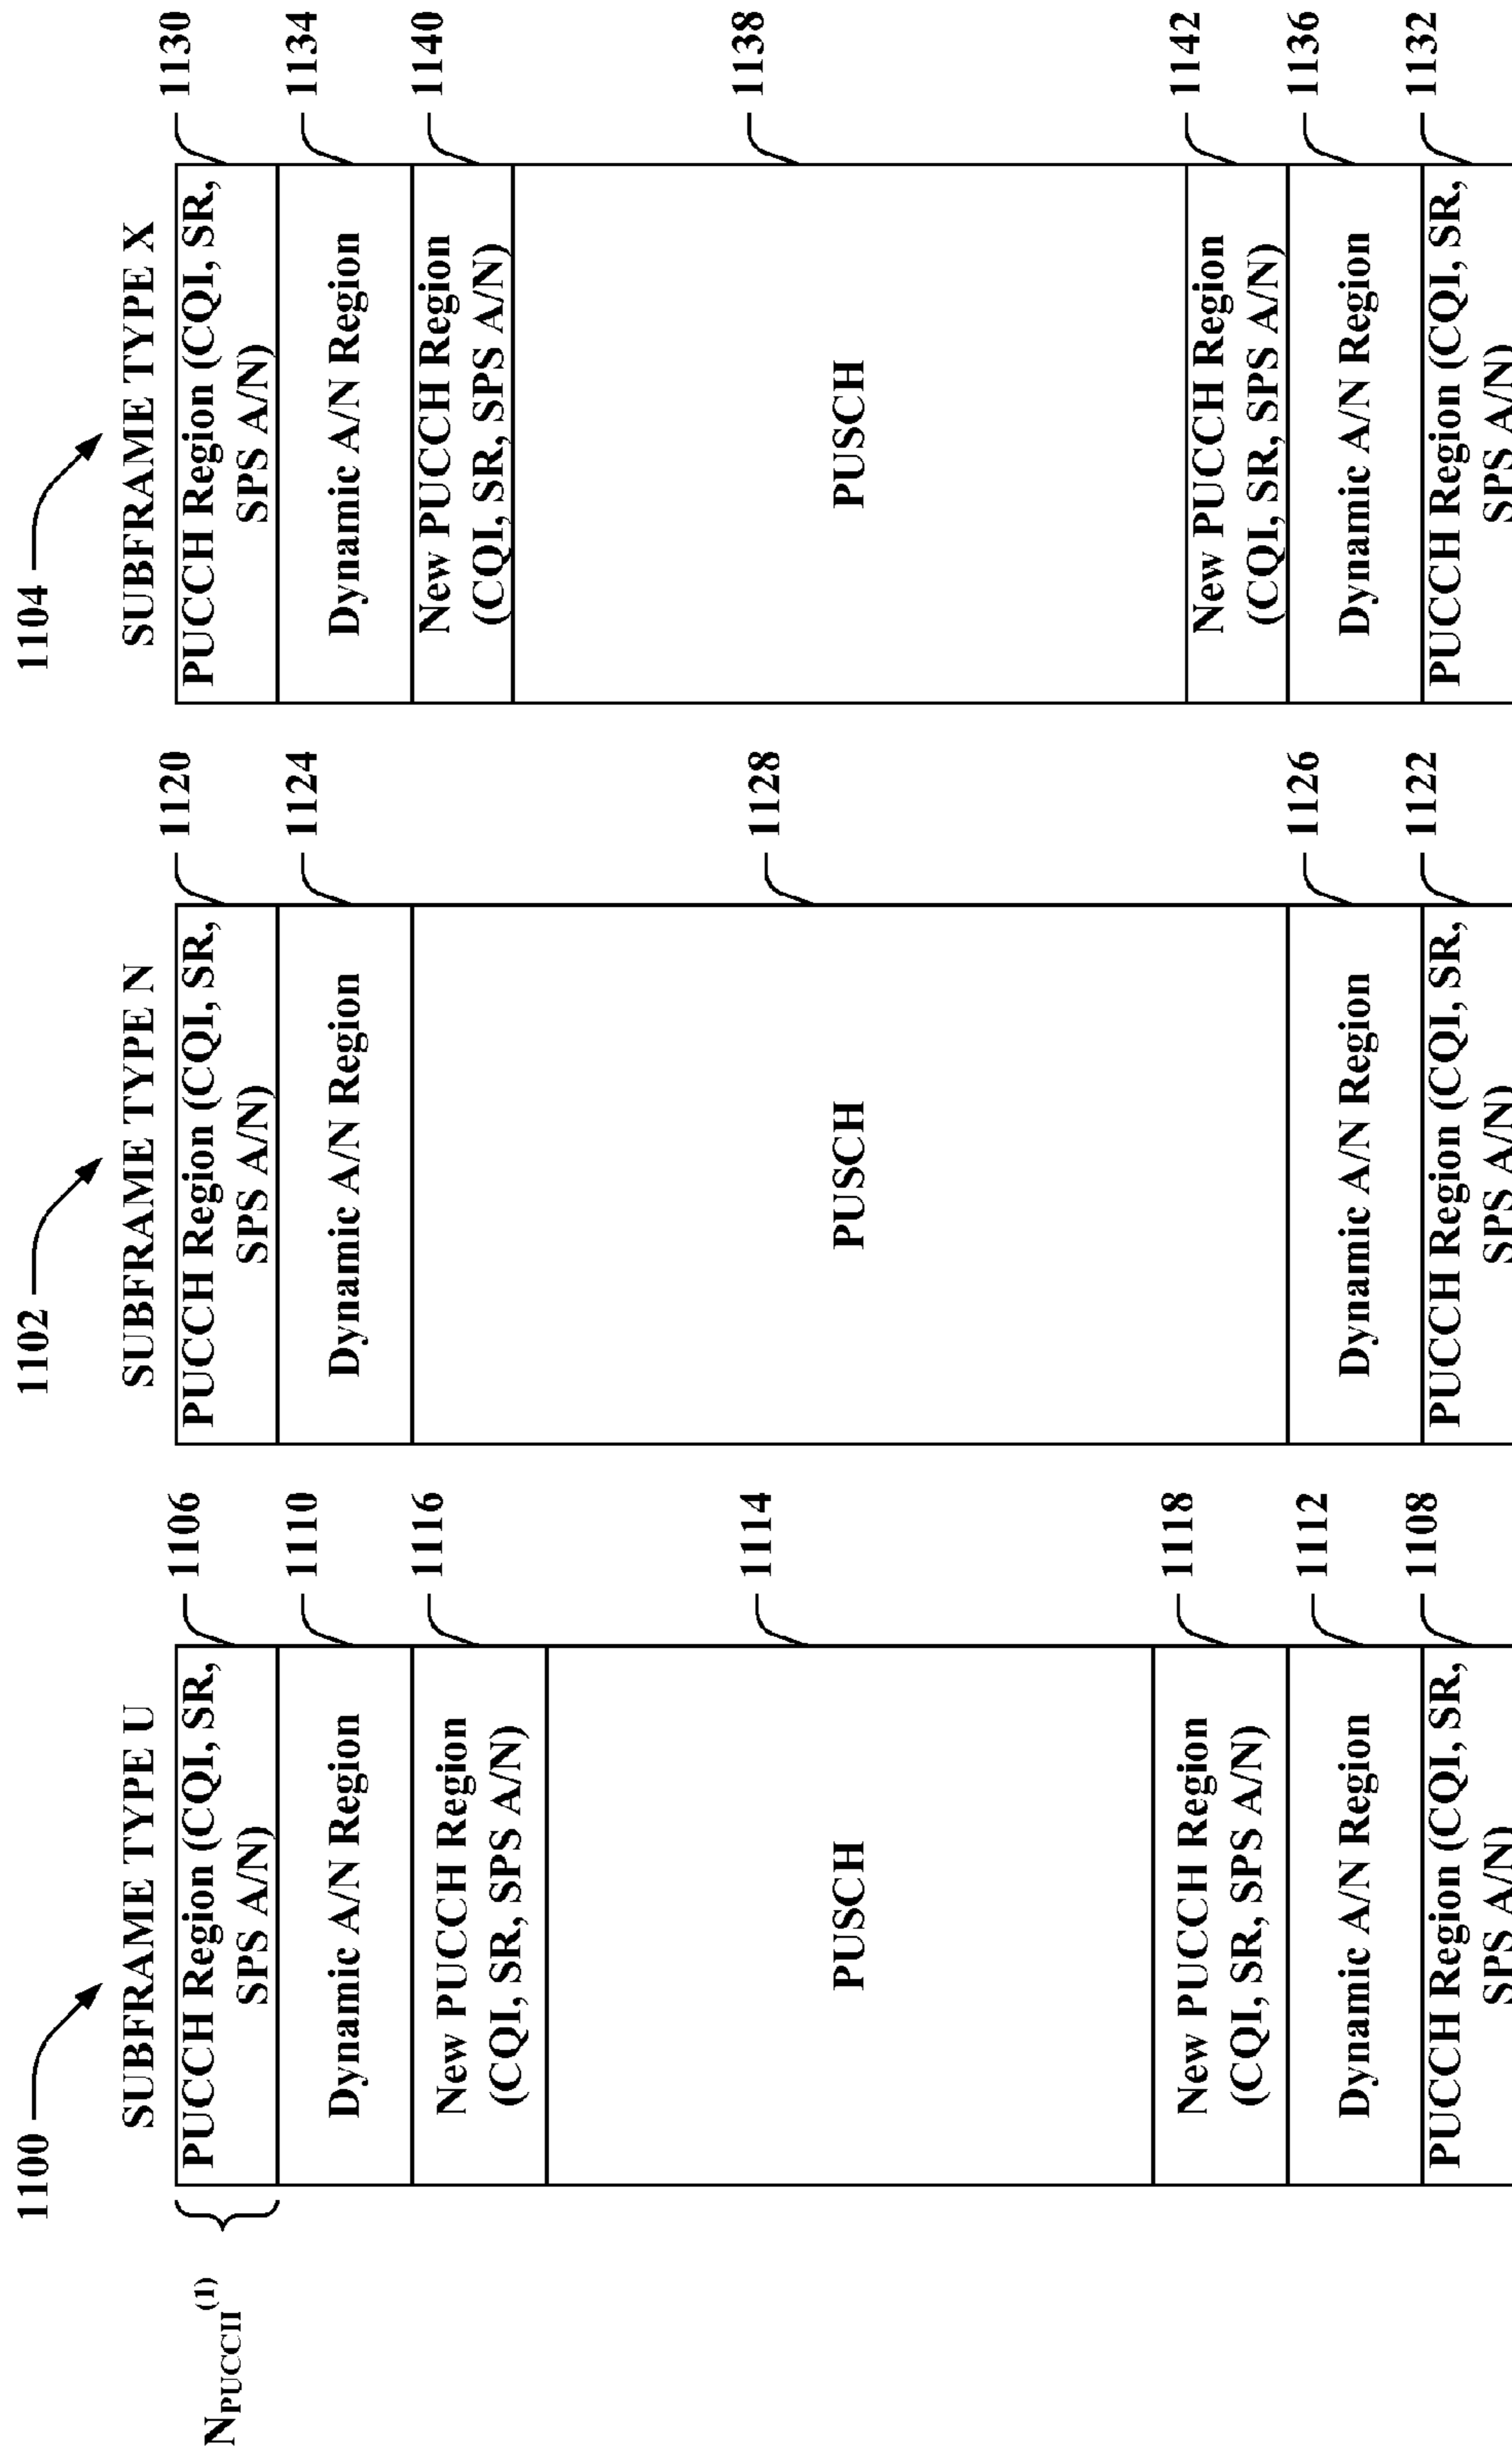 1100
SUBFRAME TYPE U
N_PUCCH^(1)
PUCCH Region (CQI, SR,
SPS A/N)
1106
Dynamic A/N Region
1110
New PUCCH Region
(CQI, SR, SPS A/N)
1116
PUSCH
1114
New PUCCH Region
(CQI, SR, SPS A/N)
1118
Dynamic A/N Region
1112
PUCCH Region (CQI, SR,
SPS A/N)
1108
1102
SUBFRAME TYPE N
PUCCH Region (CQI, SR,
SPS A/N)
1120
Dynamic A/N Region
1124
PUSCH
1128
Dynamic A/N Region
1126
PUCCH Region (CQI, SR,
SPS A/N)
1122
1104
SUBFRAME TYPE X
PUCCH Region (CQI, SR,
SPS A/N)
1130
Dynamic A/N Region
1134
New PUCCH Region
(CQI, SR, SPS A/N)
1140
PUSCH
1138
New PUCCH Region
(CQI, SR, SPS A/N)
1142
Dynamic A/N Region
1136
PUCCH Region (CQI, SR,
SPS A/N)
1132